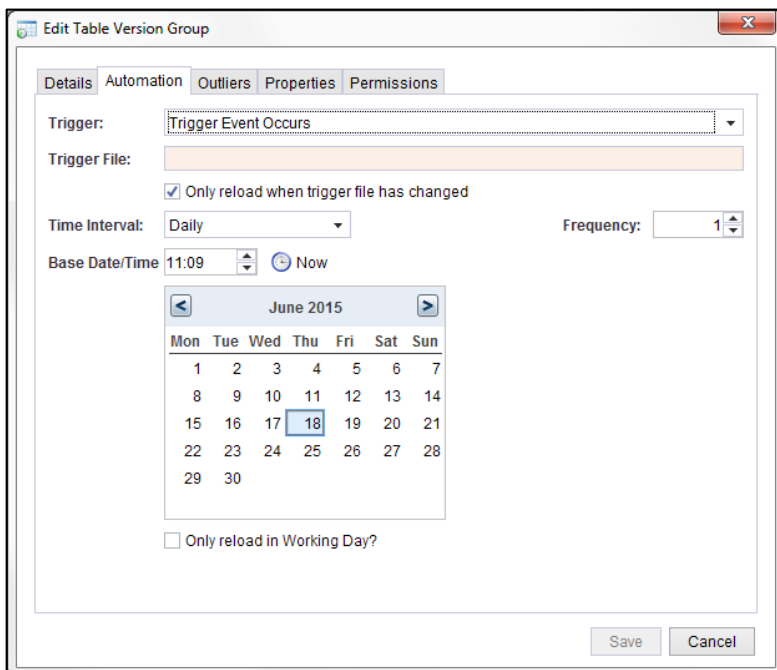 Edit Table Version Group
Details Automation Outliers Properties Permissions
Trigger: Trigger Event Occurs
Trigger File:
Only reload when trigger file has changed
Time Interval: Daily Frequency: 1
Base Date/Time 11:09 Now
< June 2015 >
Mon Tue Wed Thu Fri Sat Sun
1 2 3 4 5 6 7
8 9 10 11 12 13 14
15 16 17 18 19 20 21
22 23 24 25 26 27 28
29 30
Only reload in Working Day?
Save Cancel